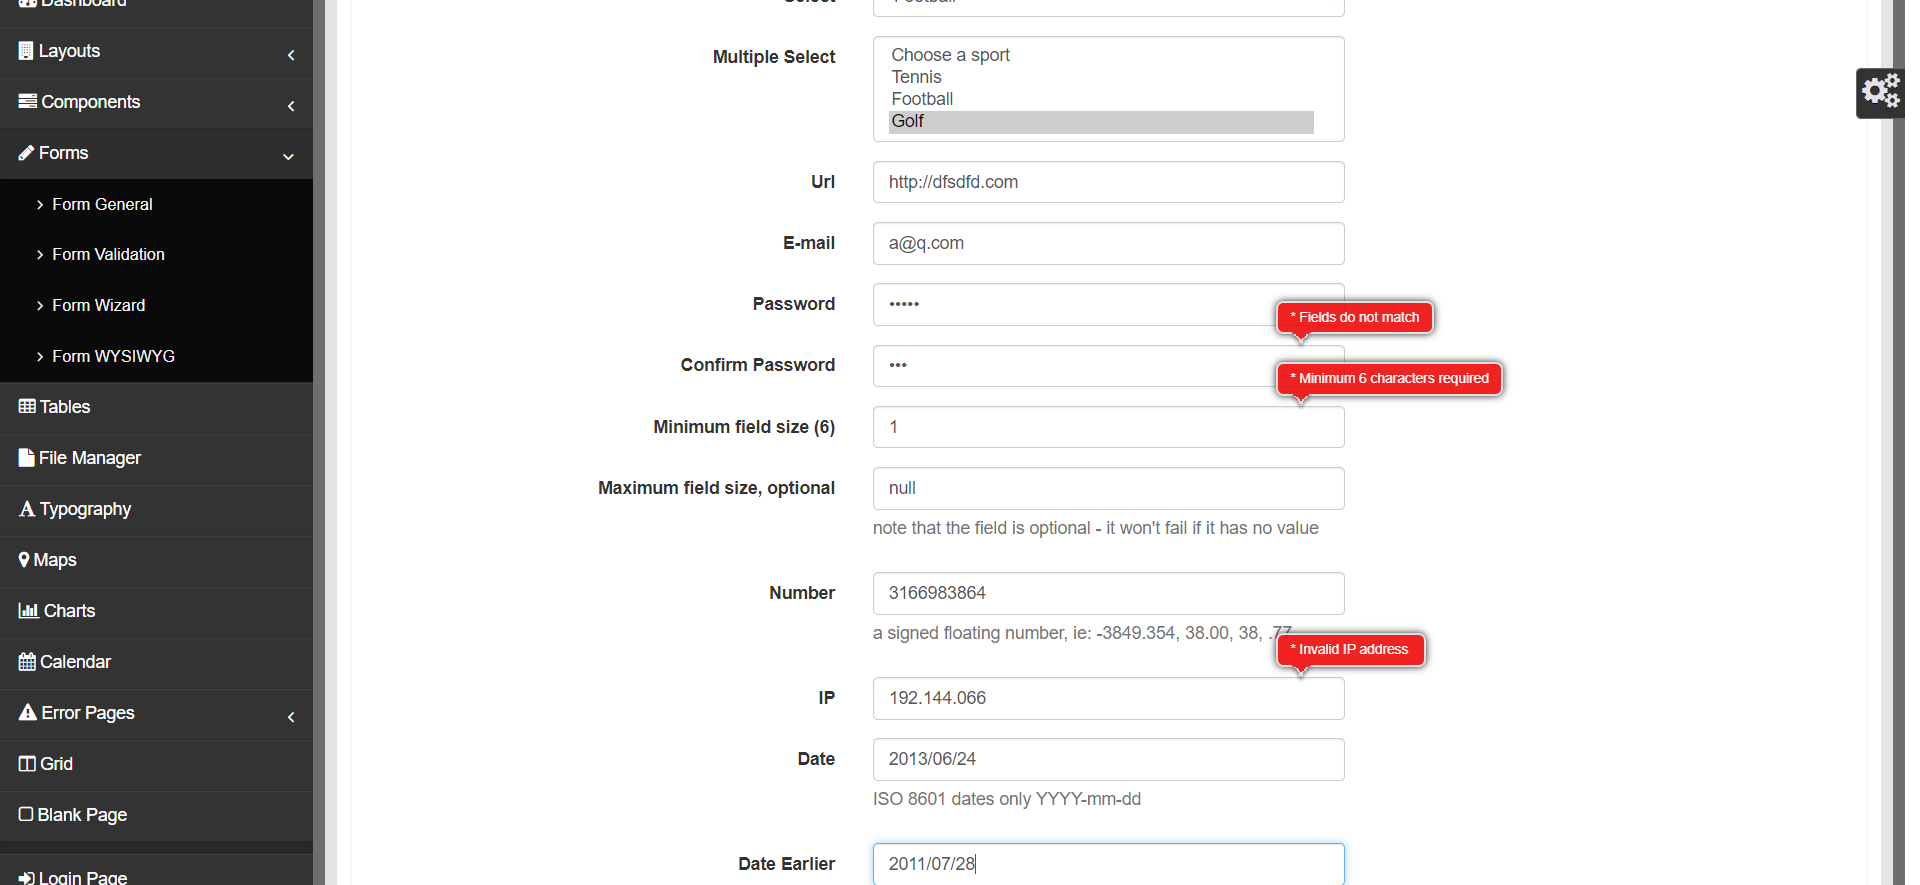 Dashboard
Layouts
Components
Forms
Form General
Form Validation
Form Wizard
Form WYSIWYG
Tables
File Manager
Typography
Maps
Charts
Calendar
Error Pages
Grid
Blank Page
Login Page
Select
Football
Multiple Select
Choose a sport
Tennis
Football
Golf
Url
http://dfsdfd.com
E-mail
a@q.com
Password
•••••
* Fields do not match
Confirm Password
•••
* Minimum 6 characters required
Minimum field size (6)
1
Maximum field size, optional
null
note that the field is optional - it won't fail if it has no value
Number
3166983864
a signed floating number, ie: -3849.354, 38.00, 38, .77
* Invalid IP address
IP
192.144.066
Date
2013/06/24
ISO 8601 dates only YYYY-mm-dd
Date Earlier
2011/07/28